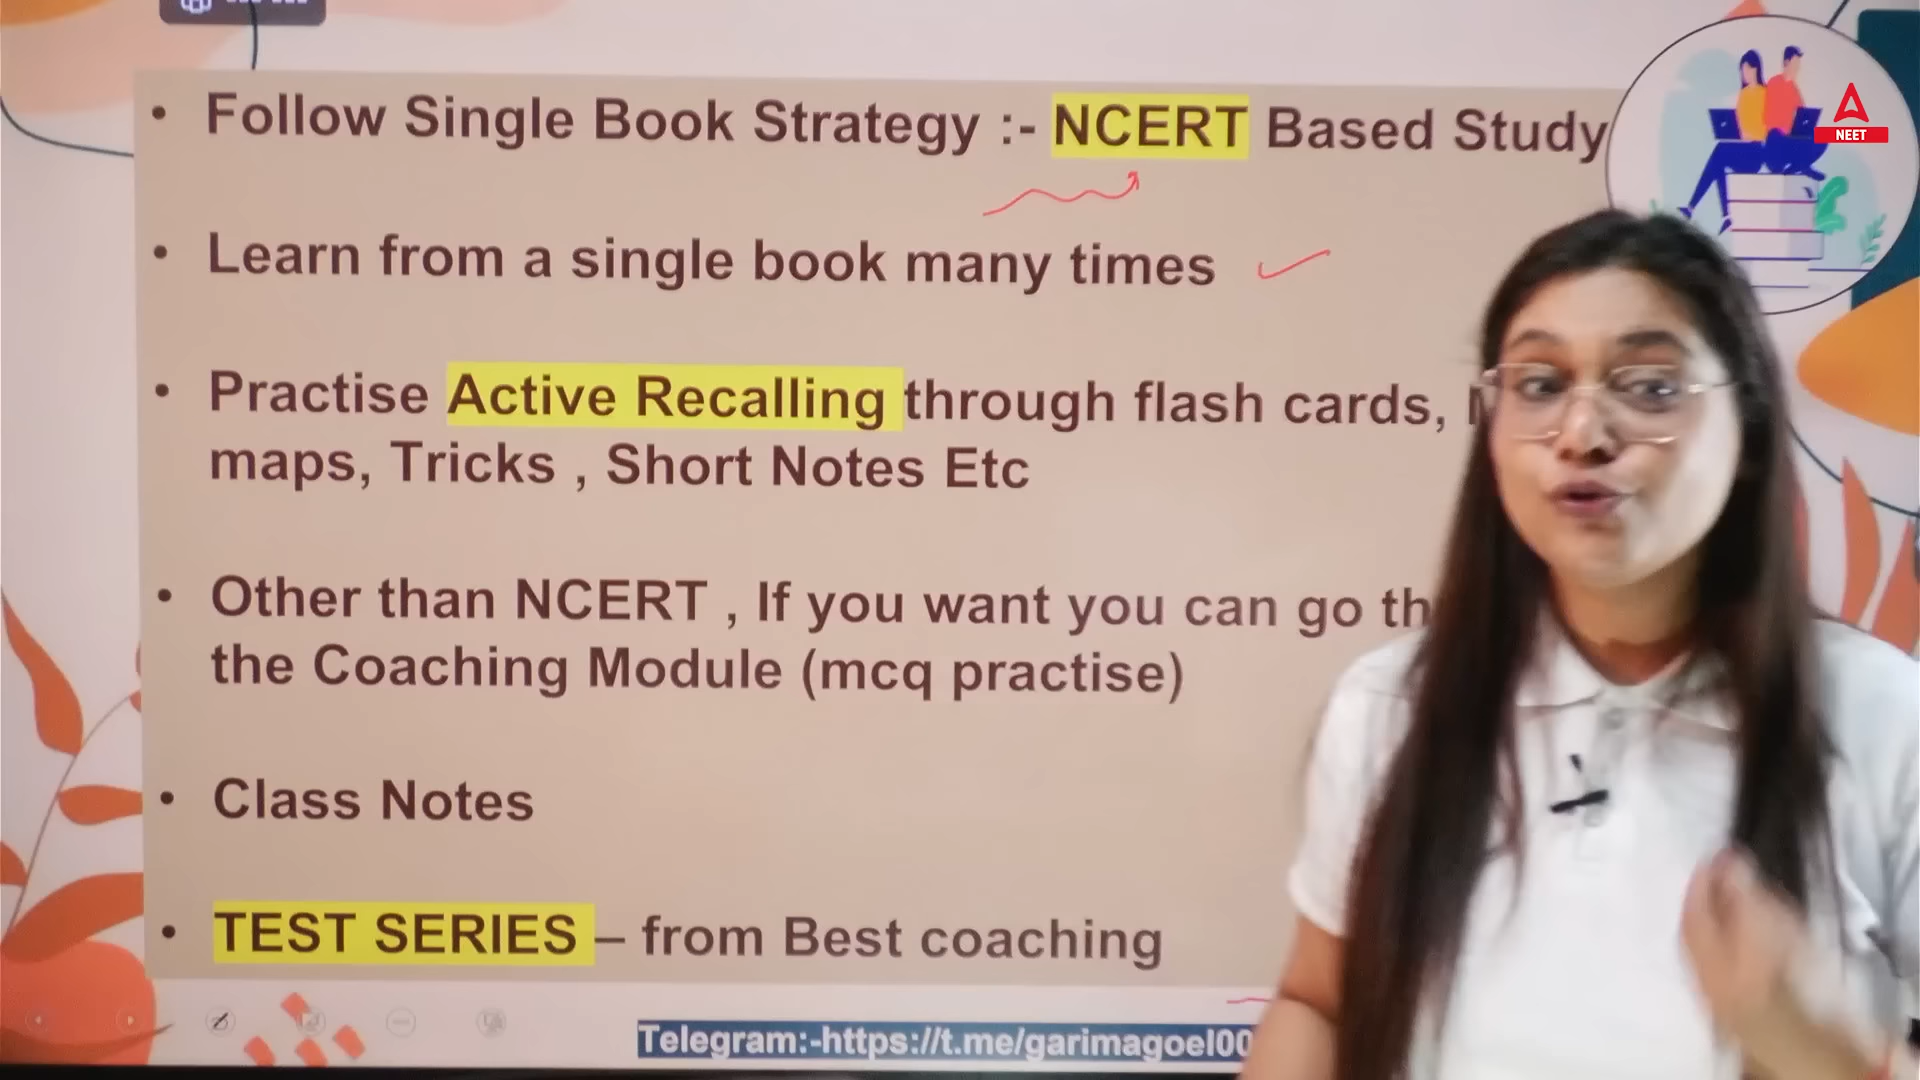 • Follow Single Book Strategy :- NCERT Based Study
NEET
• Learn from a single book many times
• Practise Active Recalling through flash cards,
maps, Tricks , Short Notes Etc
• Other than NCERT , If you want you can go
the Coaching Module (mcq practise)
• Class Notes
• TEST SERIES – from Best coaching
Telegram:-https://t.me/garimagoel00